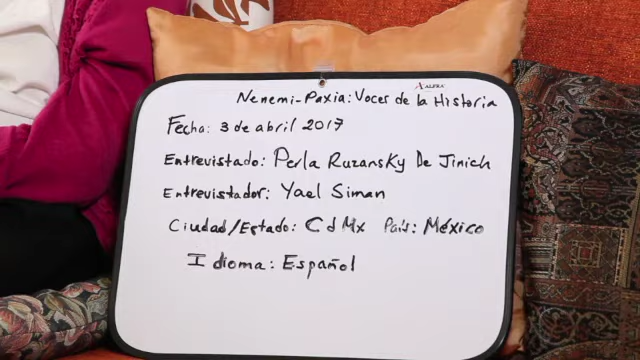 ALFRA
Nenemi-Paxia: Voces de la Historia
Fecha: 3 de abril 2017
Entrevistado: Perla Ruzansky De Jinich
Entrevistador: Yael Siman
Ciudad/Estado: CdMx País: México
Idioma: Español